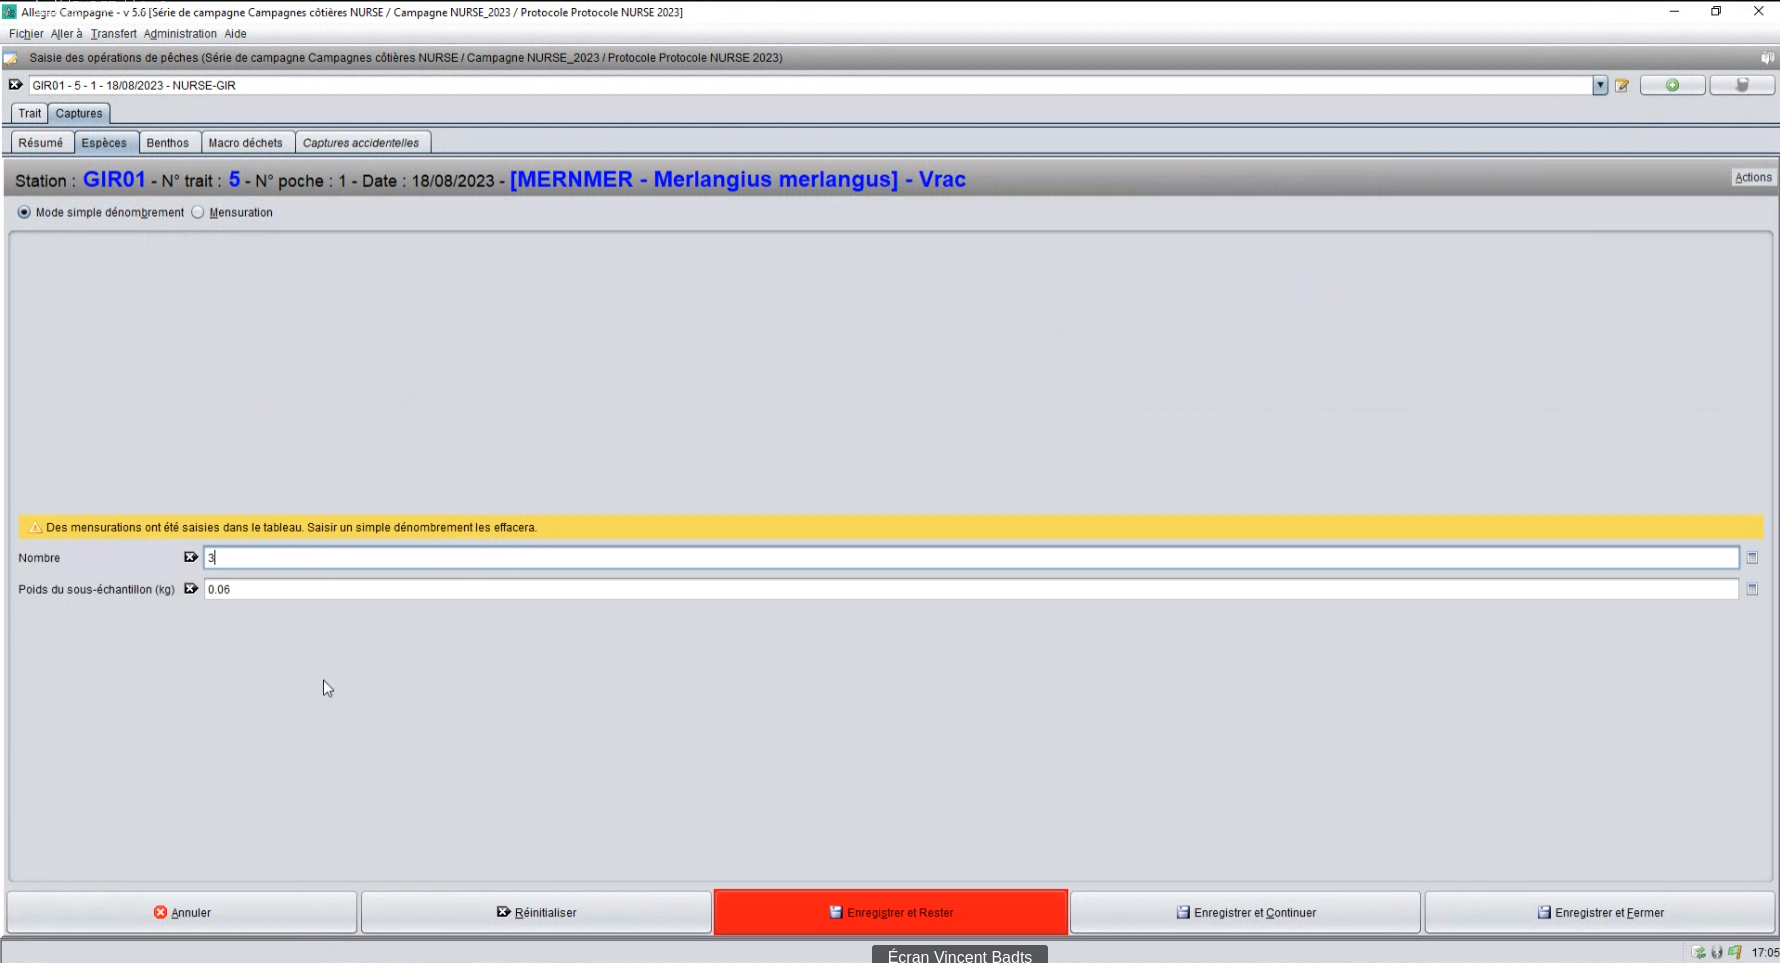 Allegro Campagne - v 5.6 [Série de campagne Campagnes côtières NURSE / Campagne NURSE_2023 / Protocole Protocole NURSE 2023]
Fichier Aller à Transfert Administration Aide
Saisie des opérations de pêches (Série de campagne Campagnes côtières NURSE / Campagne NURSE_2023 / Protocole Protocole NURSE 2023)
GIR01 - 5 - 1 - 18/08/2023 - NURSE-GIR
Trait Captures
Résumé Espèces Benthos Macro déchets Captures accidentelles
Station : GIR01 - N° trait : 5 - N° poche : 1 - Date : 18/08/2023 - [MERNMER - Merlangius merlangus] - Vrac Actions
Mode simple dénombrement Mensuration
Des mensurations ont été saisies dans le tableau. Saisir un simple dénombrement les effacera.
Nombre 3
Poids du sous-échantillon (kg) 0.06
Annuler Réinitialiser Enregistrer et Rester Enregistrer et Continuer Enregistrer et Fermer
Écran Vincent Badts 17:05